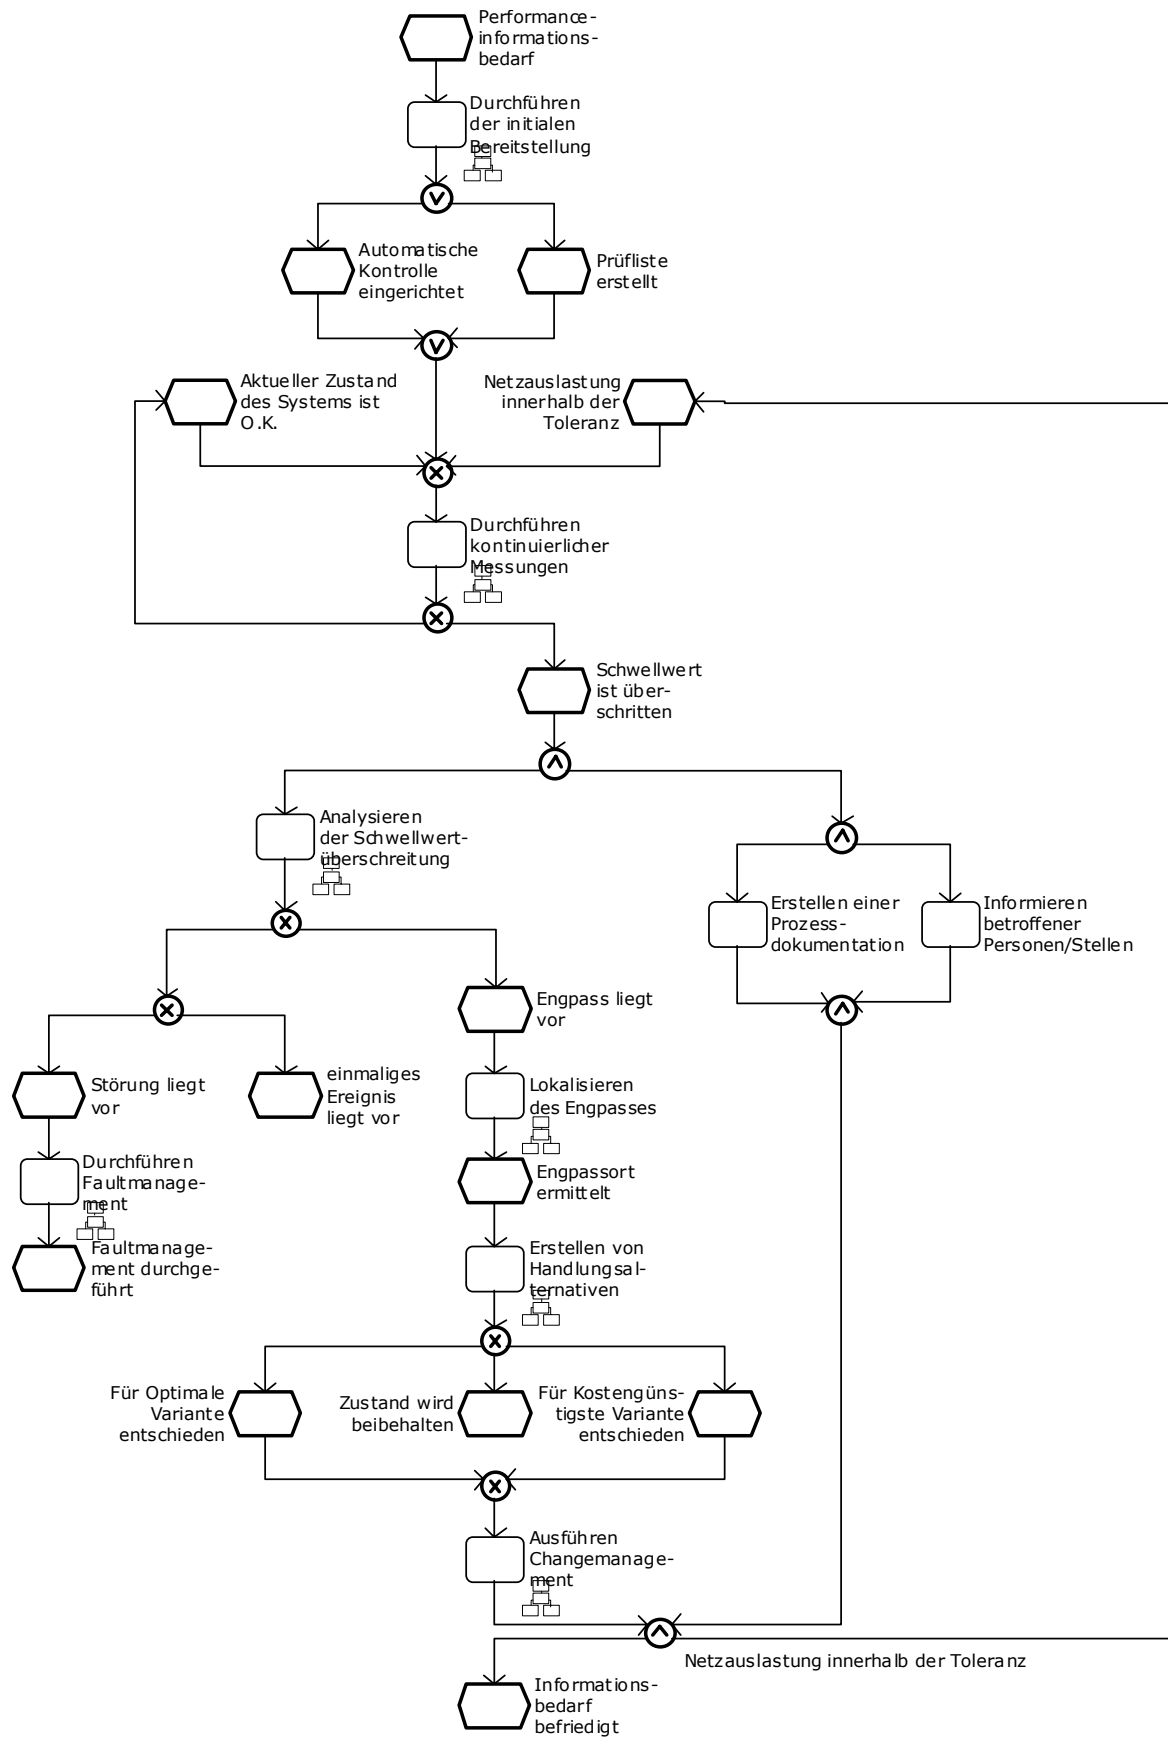 Performance-
informations-
bedarf
Durchführen
der initialen
Bereitstellung
Automatische
Kontrolle
eingerichtet
Prüfliste
erstellt
Aktueller Zustand
des Systems ist
O.K.
Netzauslastung
innerhalb der
Toleranz
Durchführen
kontinuierlicher
Messungen
Schwellwert
ist über-
schritten
Analysieren
der Schwellwert-
überschreitung
Erstellen einer
Prozess-
dokumentation
Informieren
betroffener
Personen/Stellen
Engpass liegt
vor
Störung liegt
vor
einmaliges
Ereignis
liegt vor
Lokalisieren
des Engpasses
Durchführen
Faultmanage-
ment
Engpassort
ermittelt
Faultmanage-
ment durchge-
führt
Erstellen von
Handlungsal-
ternativen
Für Optimale
Variante
entschieden
Zustand wird
beibehalten
Für Kostengüns-
tigste Variante
entschieden
Ausführen
Changemanage-
ment
Netzauslastung innerhalb der Toleranz
Informations-
bedarf
befriedigt